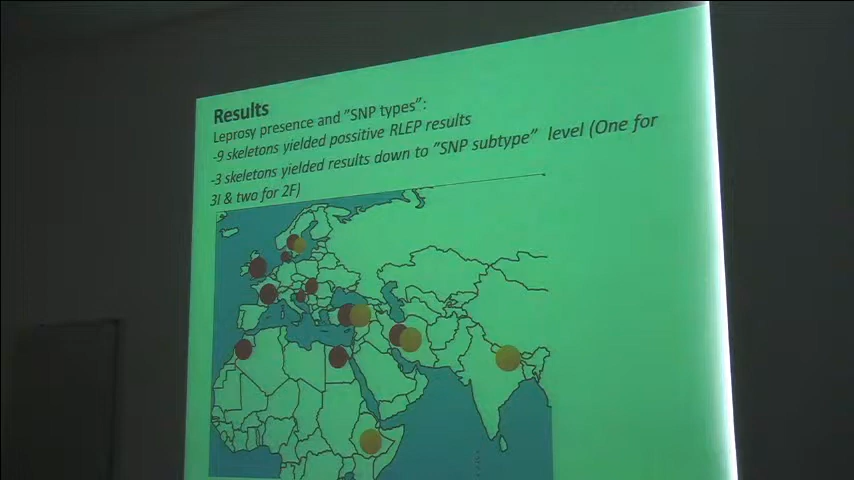 Results
Leprosy presence and "SNP types":
-9 skeletons yielded possitive RLEP results
-3 skeletons yielded results down to "SNP subtype" level (One for
3I & two for 2F)